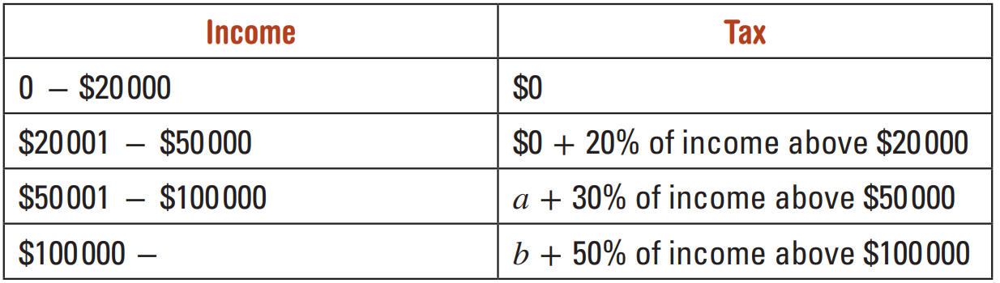 Income Tax
0 – $20 000 $0
$20 001 – $50 000 $0 + 20% of income above $20 000
$50 001 – $100 000 a + 30% of income above $50 000
$100 000 – b + 50% of income above $100 000